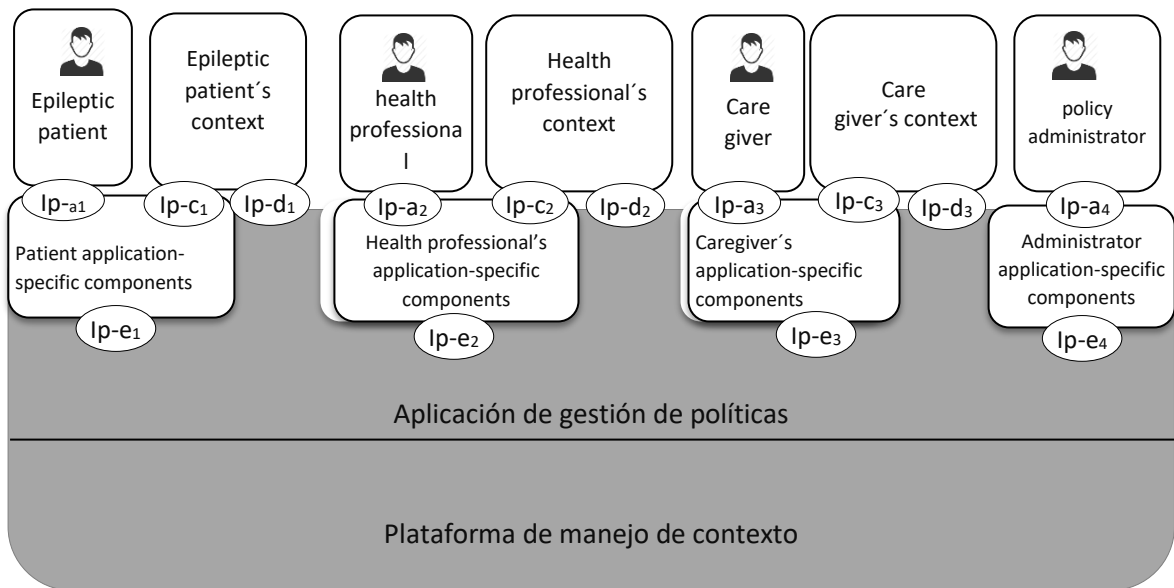 Epileptic
patient
Epileptic
patient´s
context
health
professiona
l
Health
professional´s
context
Care
giver
Care
giver´s context
policy
administrator
Ip-a1
Ip-c1
Ip-d1
Ip-a2
Ip-c2
Ip-d2
Ip-a3
Ip-c3
Ip-d3
Ip-a4
Patient application-
specific components
Health professional’s
application-specific
components
Caregiver´s
application-specific
components
Administrator
application-specific
components
Ip-e1
Ip-e2
Ip-e3
Ip-e4
Aplicación de gestión de políticas
Plataforma de manejo de contexto